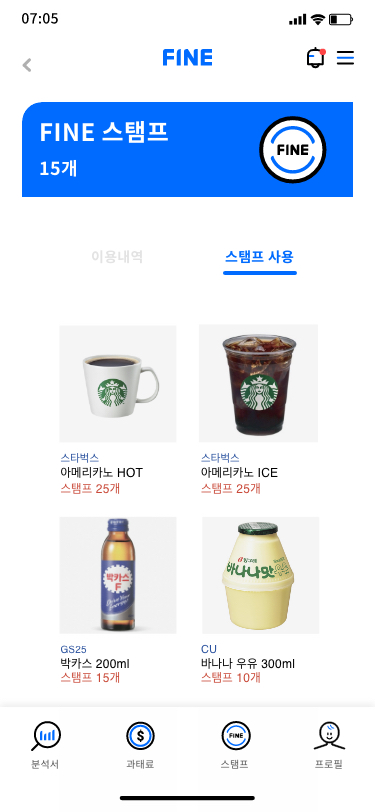 07:05
FINE
FINE 스탬프
15개
FINE
이용내역
스탬프 사용
스타벅스
아메리카노 HOT
스탬프 25개
스타벅스
아메리카노 ICE
스탬프 25개
박카스
F
빙그레
바나나맛우유
GS25
박카스 200ml
스탬프 15개
CU
바나나 우유 300ml
스탬프 10개
$
FINE
분석서
과태료
스탬프
프로필